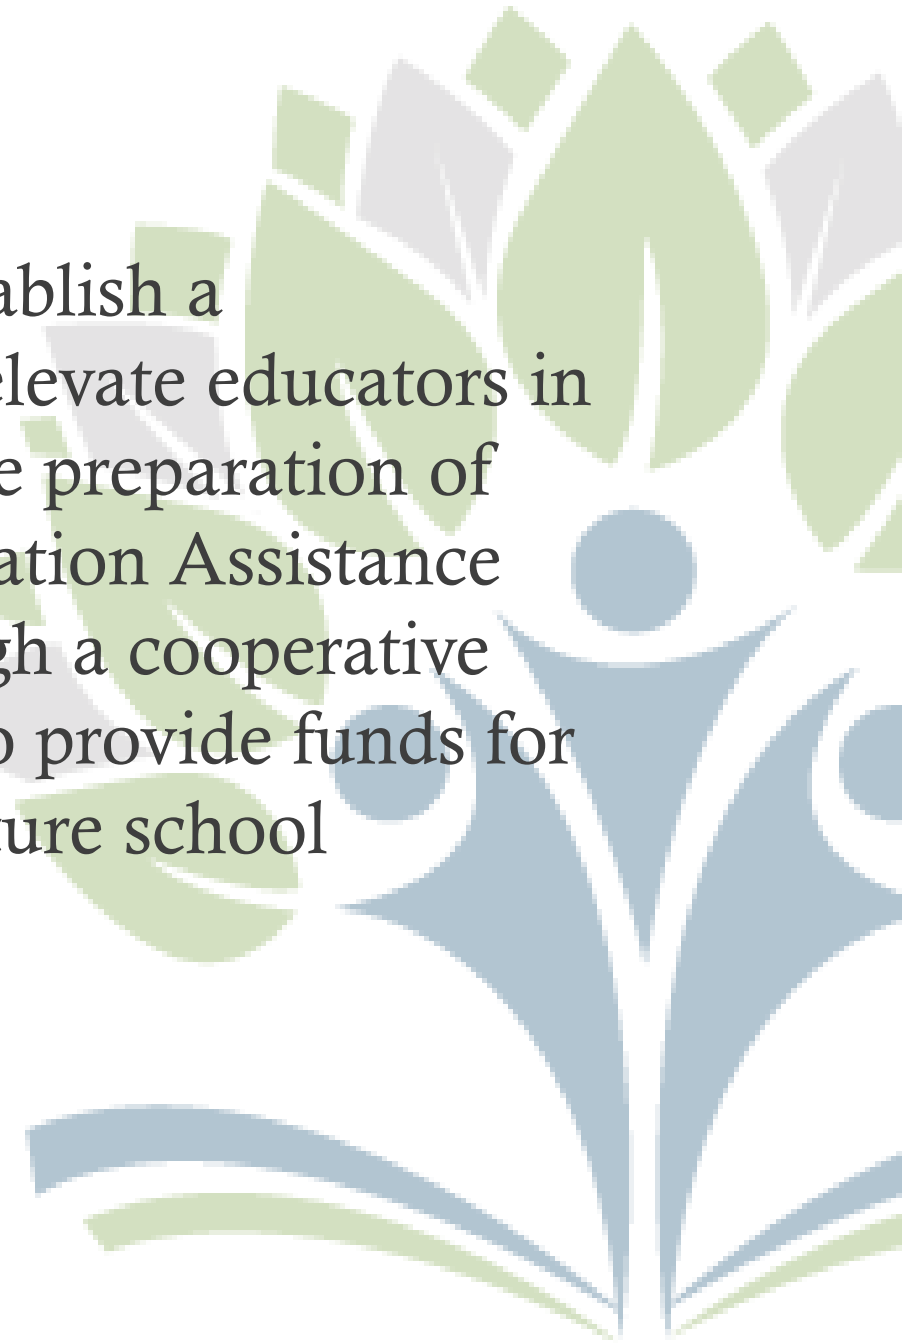 ablish a
elevate educators in
e preparation of
ation Assistance
gh a cooperative
o provide funds for
ture school